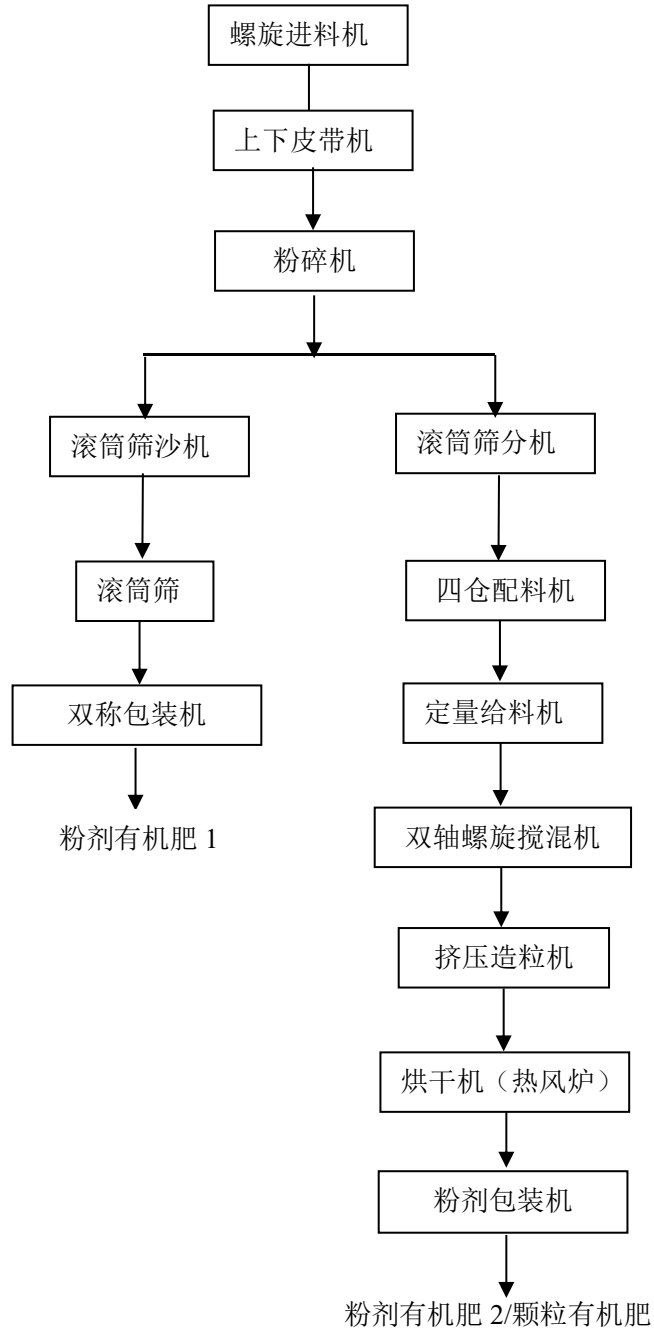 螺旋进料机
上下皮带机
粉碎机
滚筒筛沙机
滚筒筛
双称包装机
粉剂有机肥 1
滚筒筛分机
四仓配料机
定量给料机
双轴螺旋搅混机
挤压造粒机
烘干机（热风炉）
粉剂包装机
粉剂有机肥 2/颗粒有机肥